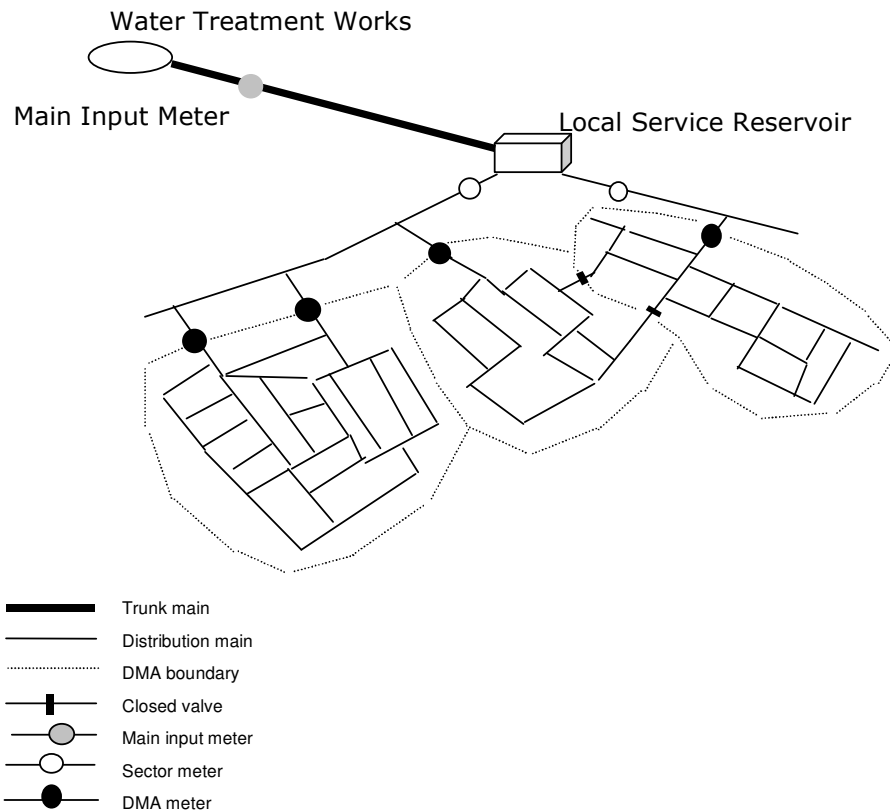 Water Treatment Works
Main Input Meter
Local Service Reservoir
Trunk main
Distribution main
DMA boundary
Closed valve
Main input meter
Sector meter
DMA meter